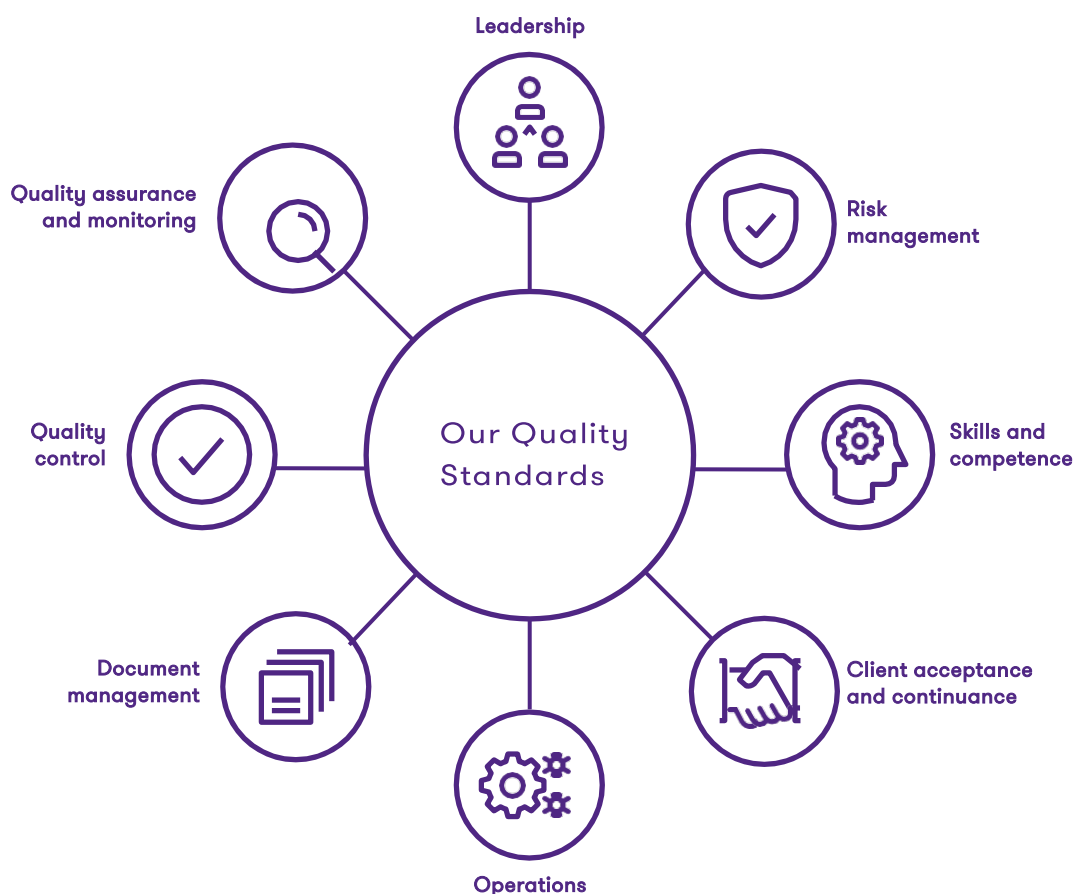 Leadership
Quality assurance
and monitoring
Risk
management
Our Quality
Standards
Quality
control
Skills and
competence
Document
management
Client acceptance
and continuance
Operations